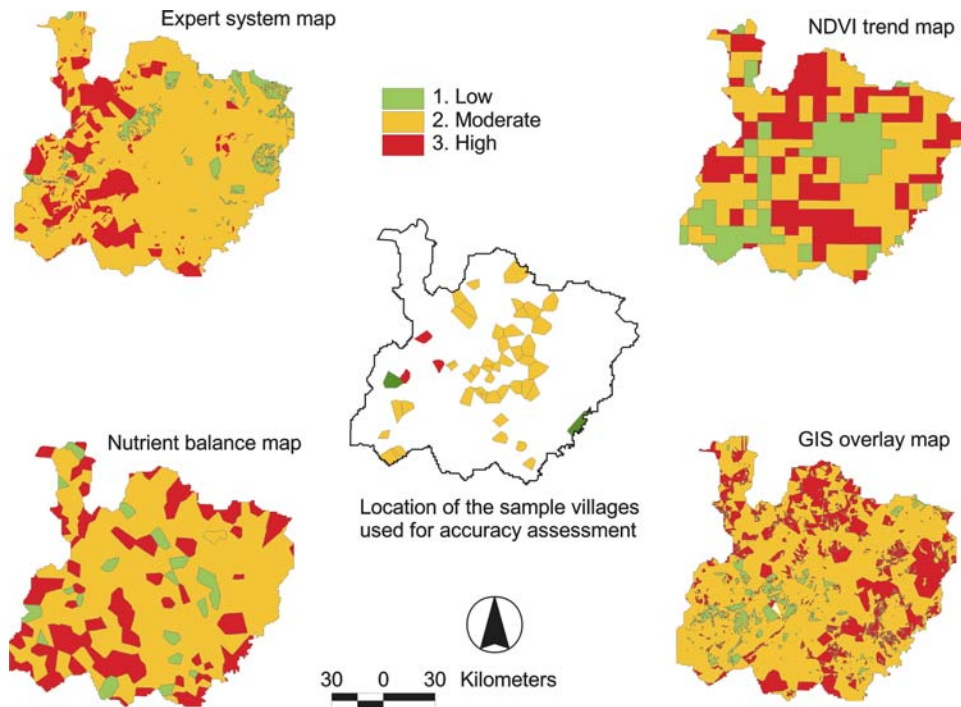 Expert system map
NDVI trend map
1. Low
2. Moderate
3. High
Nutrient balance map
GIS overlay map
Location of the sample villages
used for accuracy assessment
30 0 30 Kilometers